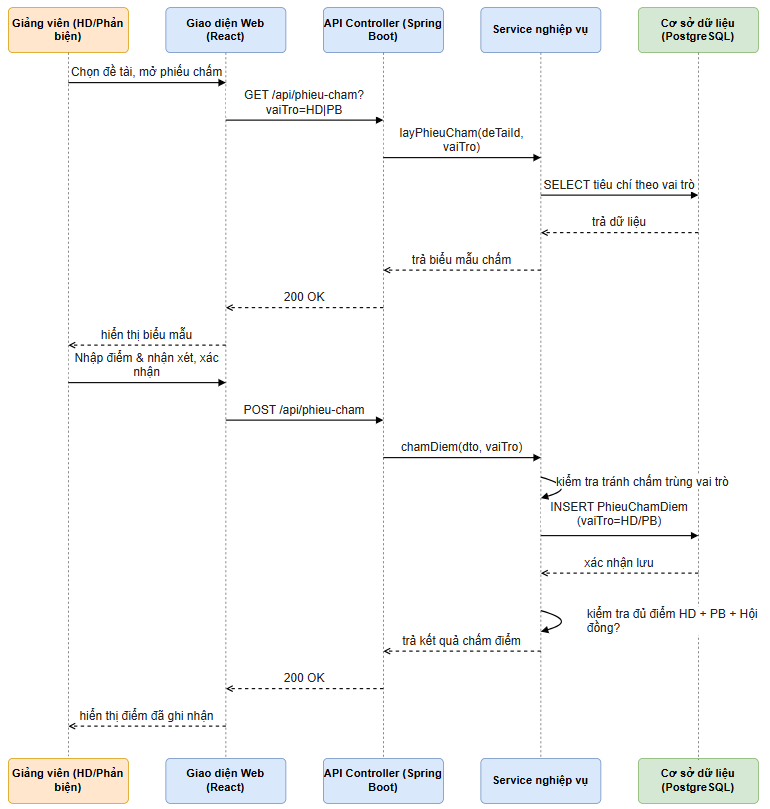 Giảng viên (HD/Phản
biện)
Giao diện Web
(React)
API Controller (Spring
Boot)
Service nghiệp vụ
Cơ sở dữ liệu
(PostgreSQL)
Chọn đề tài, mở phiếu chấm
GET /api/phieu-cham?
vaiTro=HD|PB
layPhieuCham(deTaiId,
vaiTro)
SELECT tiêu chí theo vai trò
trả dữ liệu
trả biểu mẫu chấm
200 OK
hiển thị biểu mẫu
Nhập điểm & nhận xét, xác
nhận
POST /api/phieu-cham
chamDiem(dto, vaiTro)
kiểm tra tránh chấm trùng vai trò
INSERT PhieuChamDiem
(vaiTro=HD/PB)
xác nhận lưu
kiểm tra đủ điểm HD + PB + Hội
đồng?
trả kết quả chấm điểm
200 OK
hiển thị điểm đã ghi nhận
Giảng viên (HD/Phản
biện)
Giao diện Web
(React)
API Controller (Spring
Boot)
Service nghiệp vụ
Cơ sở dữ liệu
(PostgreSQL)